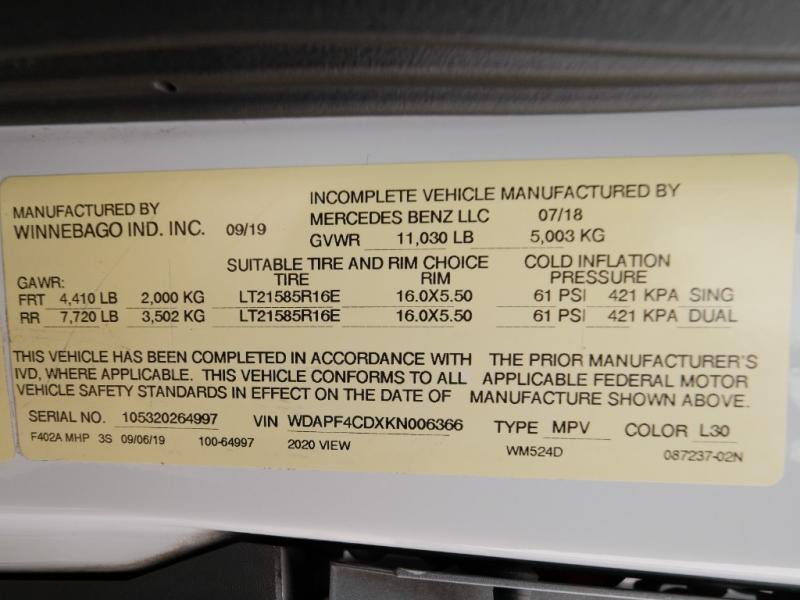 MANUFACTURED BY
WINNEBAGO IND. INC. 09/19
INCOMPLETE VEHICLE MANUFACTURED BY
MERCEDES BENZ LLC 07/18
GVWR 11,030 LB 5,003 KG
SUITABLE TIRE AND RIM CHOICE COLD INFLATION
GAWR: TIRE RIM PRESSURE
FRT 4,410 LB 2,000 KG LT21585R16E 16.0X5.50 61 PSI 421 KPA SING
RR 7,720 LB 3,502 KG LT21585R16E 16.0X5.50 61 PSI 421 KPA DUAL
THIS VEHICLE HAS BEEN COMPLETED IN ACCORDANCE WITH THE PRIOR MANUFACTURER'S
IVD, WHERE APPLICABLE. THIS VEHICLE CONFORMS TO ALL APPLICABLE FEDERAL MOTOR
VEHICLE SAFETY STANDARDS IN EFFECT ON THE DATE OF MANUFACTURE SHOWN ABOVE.
SERIAL NO. 105320264997 VIN WDAPF4CDXKN006366 TYPE MPV COLOR L30
F402A MHP 3S 09/06/19 100-64997 2020 VIEW WM524D 087237-02N